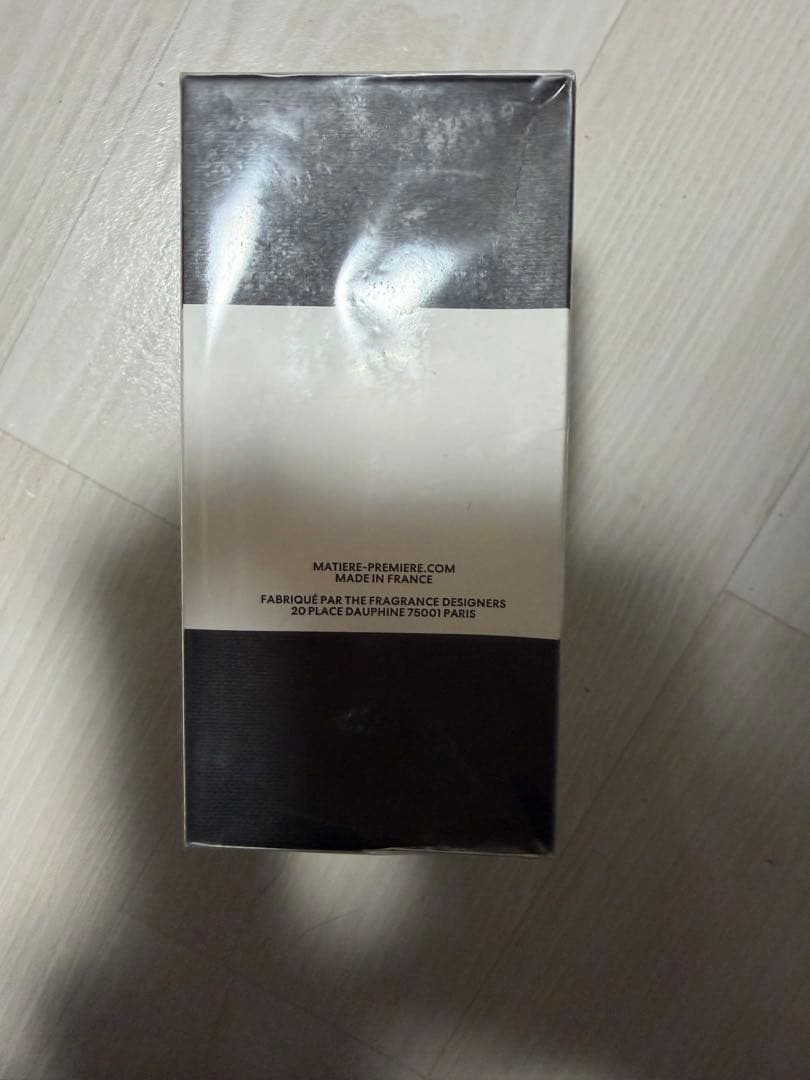 MATIERE-PREMIERE.COM
MADE IN FRANCE
FABRIQUÉ PAR THE FRAGRANCE DESIGNERS
20 PLACE DAUPHINE 75001 PARIS